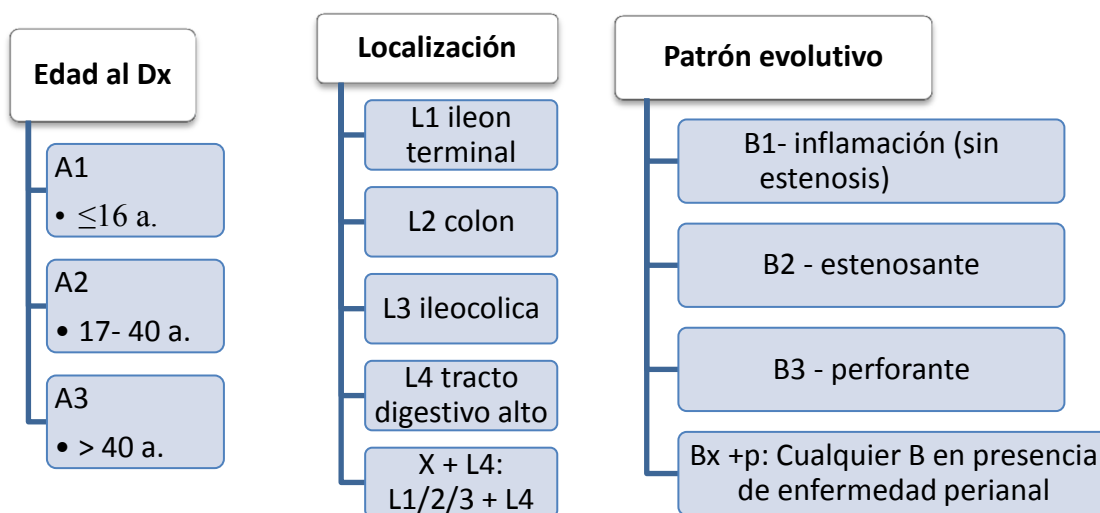 Edad al Dx
A1
• ≤16 a.
A2
• 17- 40 a.
A3
• > 40 a.
Localización
L1 ileon
terminal
L2 colon
L3 ileocolica
L4 tracto
digestivo alto
X + L4:
L1/2/3 + L4
Patrón evolutivo
B1- inflamación (sin
estenosis)
B2 - estenosante
B3 - perforante
Bx +p: Cualquier B en presencia
de enfermedad perianal